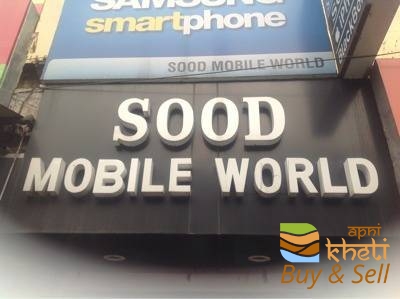 SAMSUNG
smartphone
SOOD MOBILE WORLD
SOOD
MOBILE WORLD
apni
kheti
Buy & Sell